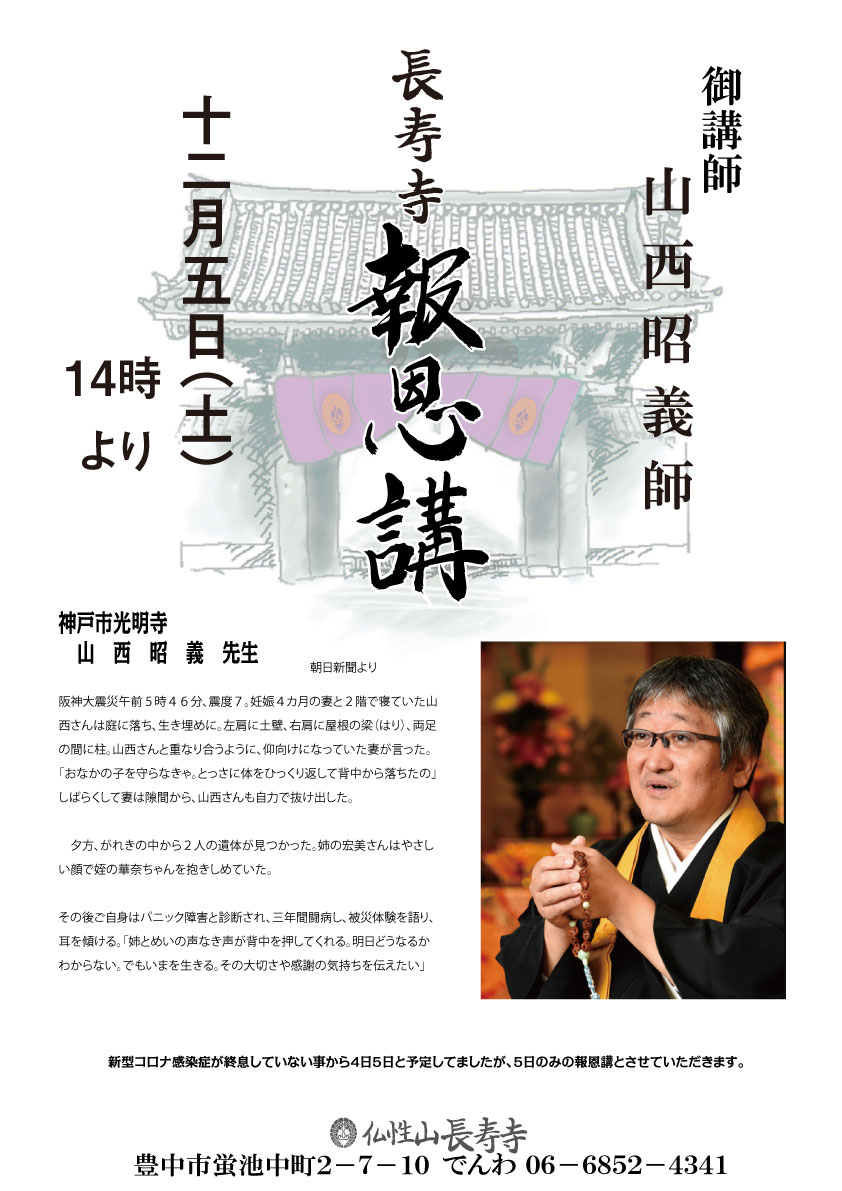 御講師
山西昭義師
長寿寺
報恩講
十二月五日(土)
14時
より
神戸市光明寺
山 西 昭 義 先生
朝日新聞より
阪神大震災午前5時46分、震度7。妊娠4カ月の妻と2階で寝ていた山
西さんは庭に落ち、生き埋めに。左肩に土壁、右肩に屋根の梁(はり)、両足
の間に柱。山西さんと重なり合うように、仰向けになっていた妻が言った。
「おなかの子を守らなきゃ。とっさに体をひっくり返して背中から落ちたの」
しばらくして妻は隙間から、山西さんも自力で抜け出した。
夕方、がれきの中から2人の遺体が見つかった。姉の宏美さんはやさし
い顔で姪の華奈ちゃんを抱きしめていた。
その後ご自身はパニック障害と診断され、三年間闘病し、被災体験を語り、
耳を傾ける。「姉とめいの声なき声が背中を押してくれる。明日どうなるか
わからない。でもいまを生きる。その大切さや感謝の気持ちを伝えたい」
新型コロナ感染症が終息していない事から4日5日と予定してましたが、5日のみの報恩講とさせていただきます。
仏性山長寿寺
豊中市蛍池中町2−7−10 でんわ 06−6852−4341